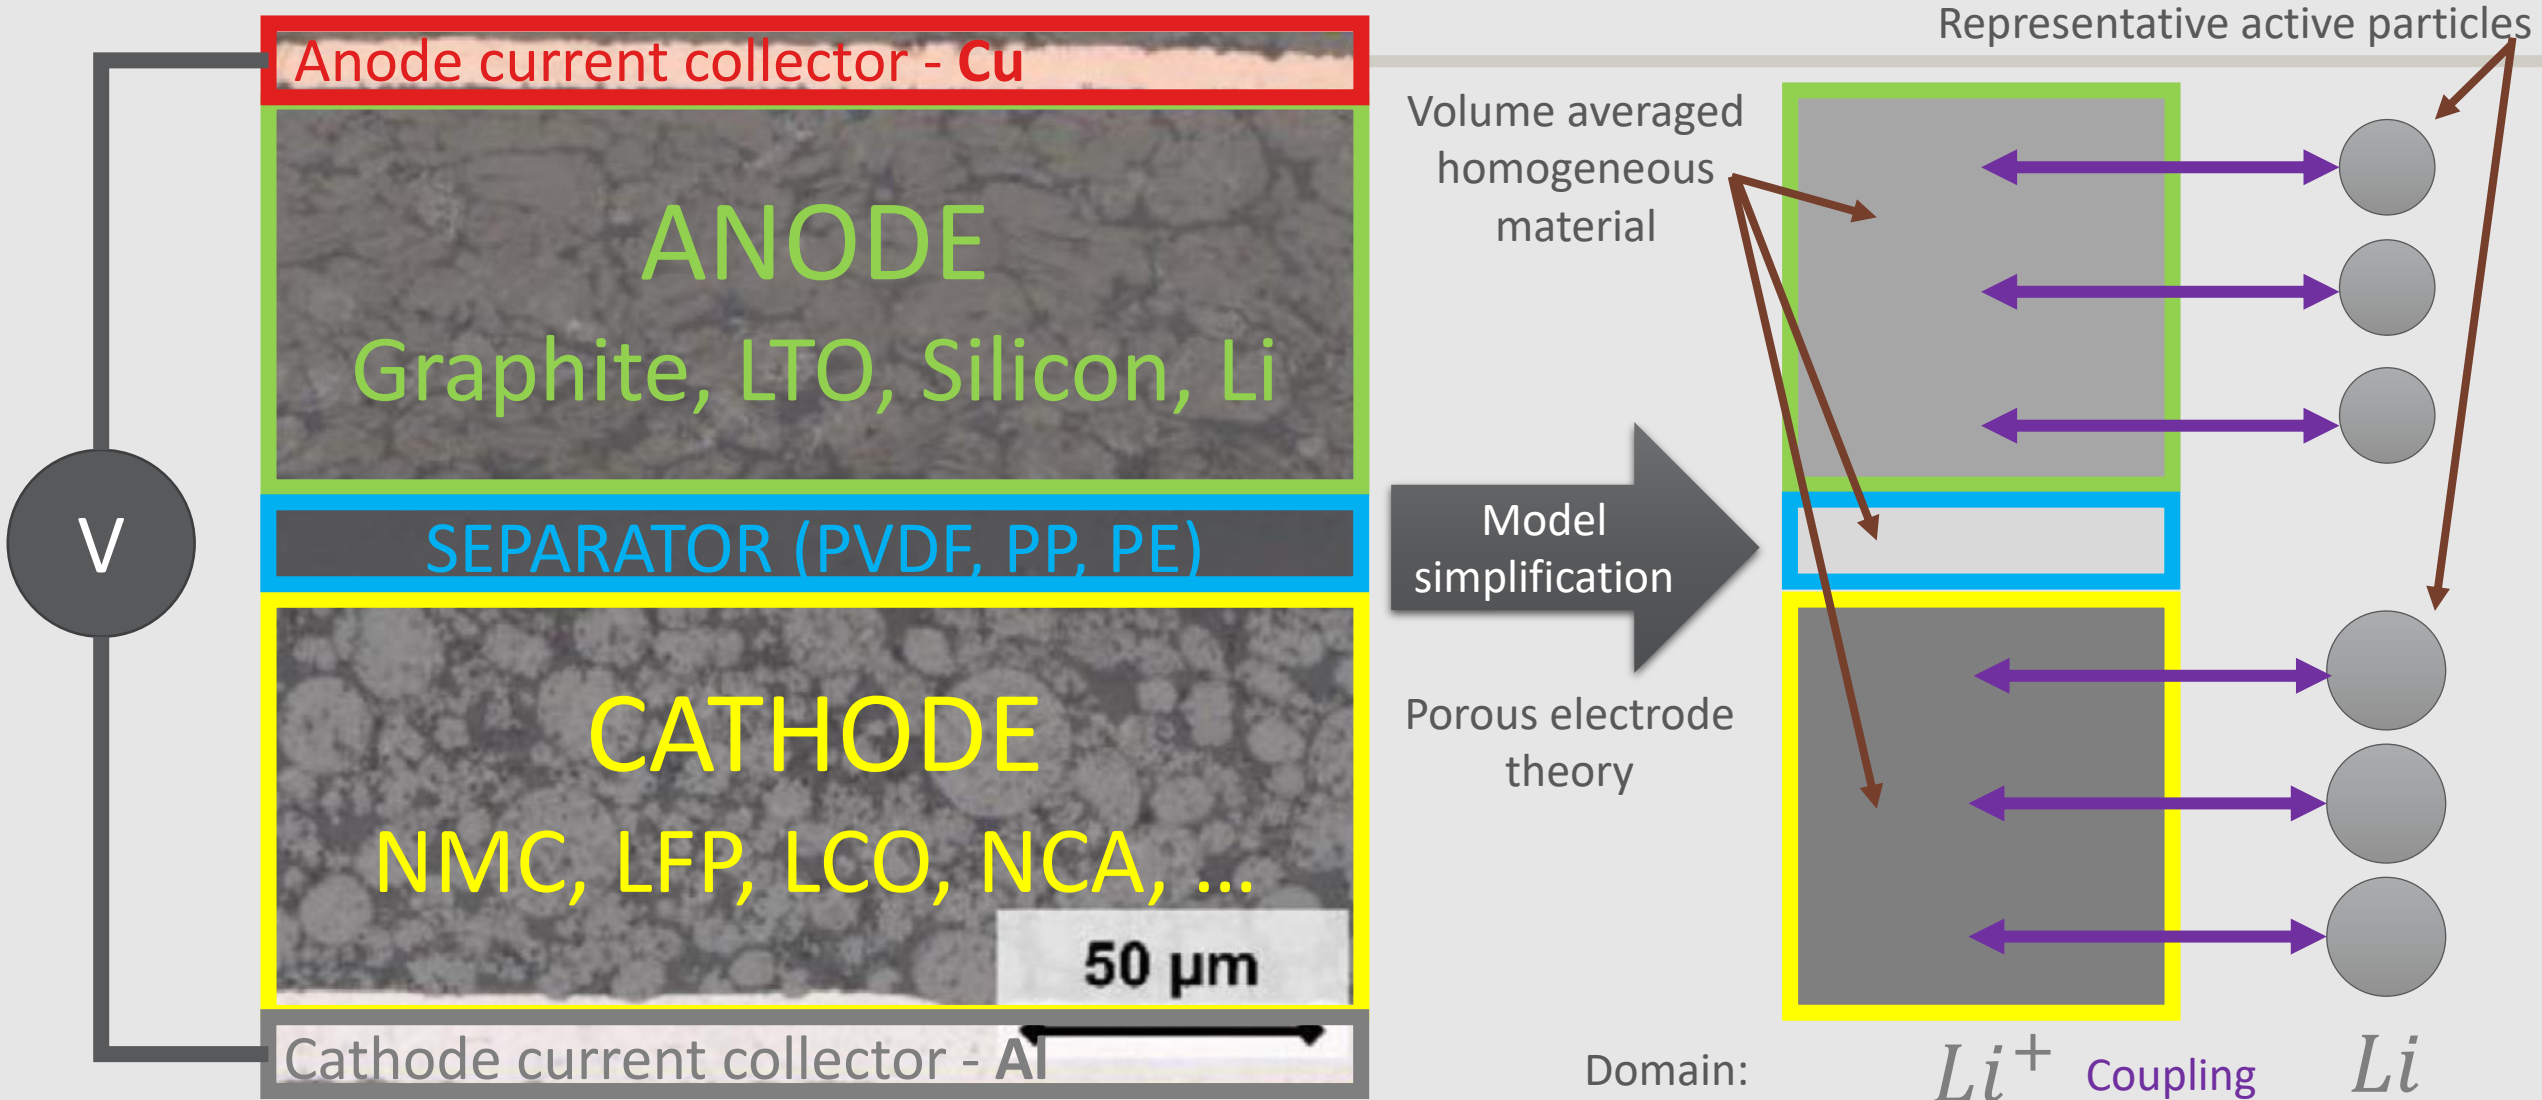 Representative active particles
Anode current collector - Cu
Volume averaged
homogeneous
material
ANODE
Graphite, LTO, Silicon, Li
V
SEPARATOR (PVDF, PP, PE)
Model
simplification
CATHODE
NMC, LFP, LCO, NCA, ...
Porous electrode
theory
50 µm
Cathode current collector - Al
Domain:
Li⁺
Coupling
Li